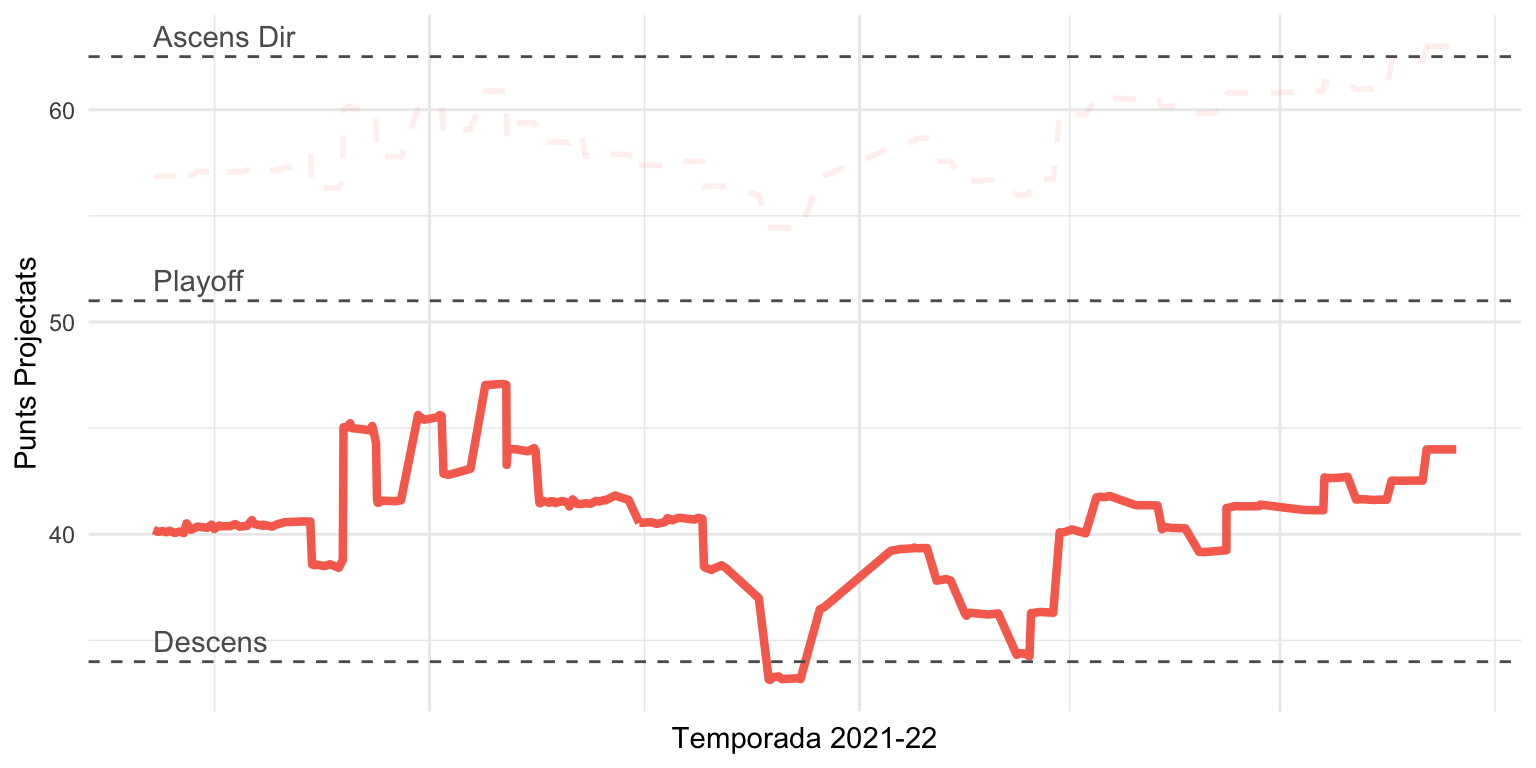 Ascens Dir
60
Playoff
50
Punts Projectats
40
Descens
Temporada 2021-22